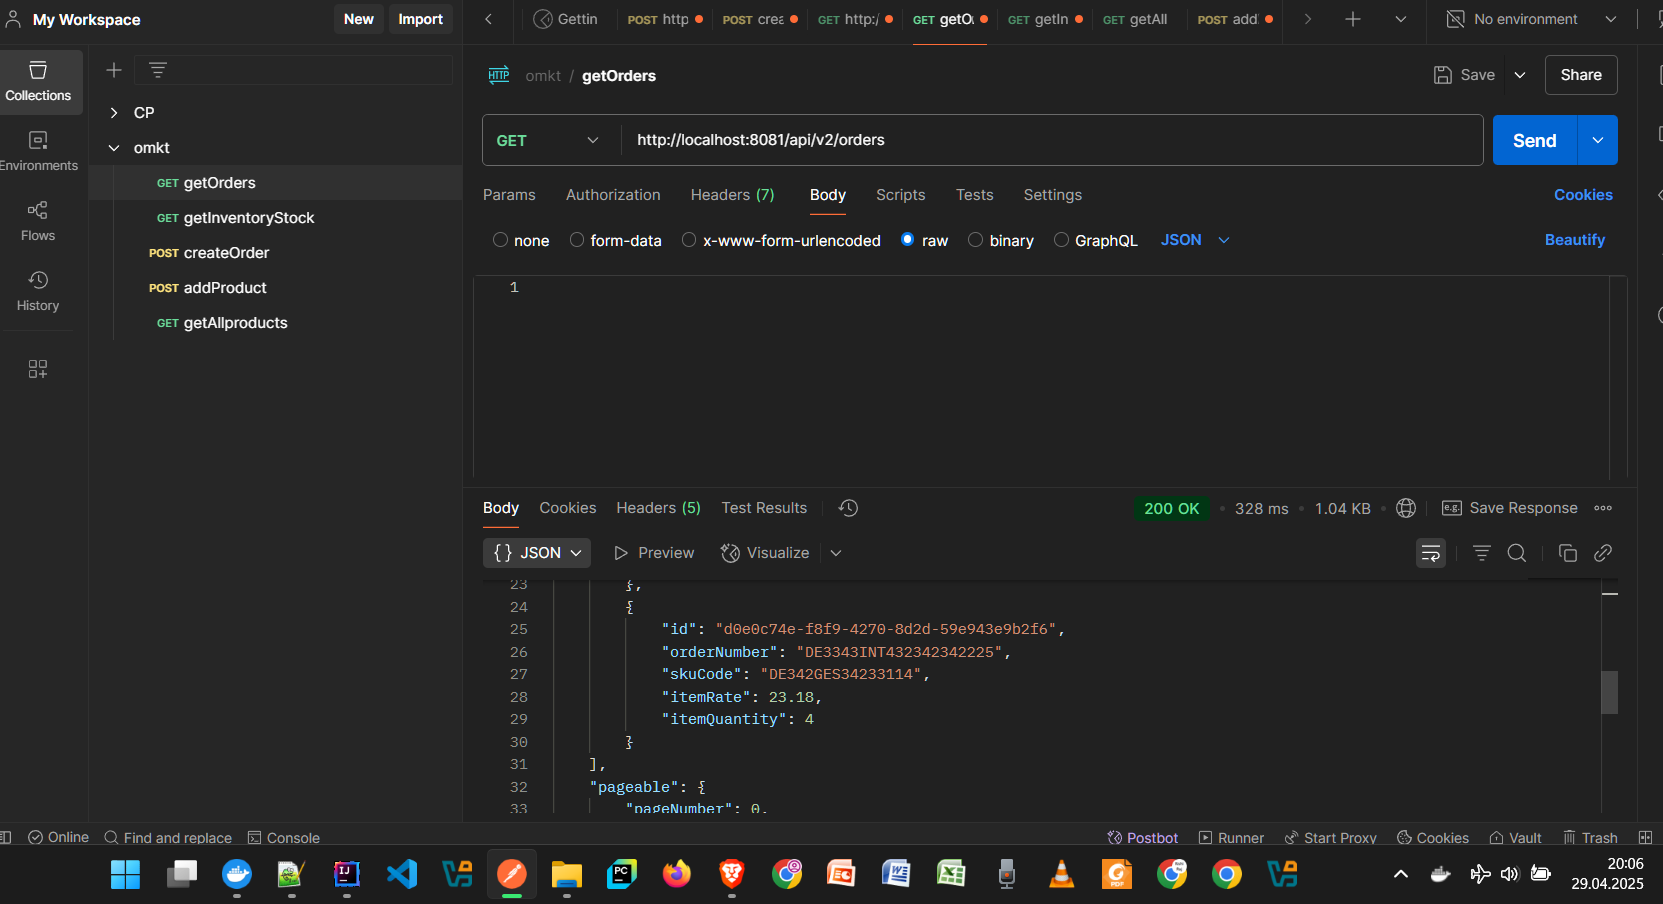 My Workspace
New
Import
Gettin
POST http
POST crea
GET http:/
GET getO
GET getIn
GET getAll
POST add
No environment
Collections
Environments
Flows
History
CP
omkt
GET getOrders
GET getInventoryStock
POST createOrder
POST addProduct
GET getAllproducts
HTTP omkt / getOrders
Save
Share
GET http://localhost:8081/api/v2/orders
Send
Params Authorization Headers (7) Body Scripts Tests Settings
Cookies
none form-data x-www-form-urlencoded raw binary GraphQL JSON
Beautify
1
Body Cookies Headers (5) Test Results
200 OK • 328 ms • 1.04 KB • e.g. Save Response
{} JSON Preview Visualize
23 },
24 {
25 "id": "d0e0c74e-f8f9-4270-8d2d-59e943e9b2f6",
26 "orderNumber": "DE3343INT432342342225",
27 "skuCode": "DE342GES34233114",
28 "itemRate": 23.18,
29 "itemQuantity": 4
30 }
31 ],
32 "pageable": {
33 "pageNumber": 0,
Online Find and replace Console
Postbot Runner Start Proxy Cookies Vault Trash
IJ
PC
PDF
20:06
29.04.2025